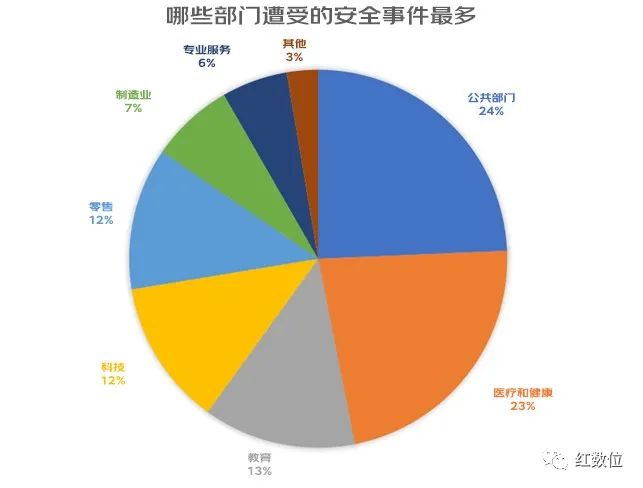 哪些部门遭受的安全事件最多
其他
3%
专业服务
6%
公共部门
24%
制造业
7%
零售
12%
科技
12%
医疗和健康
23%
教育
13%
红数位